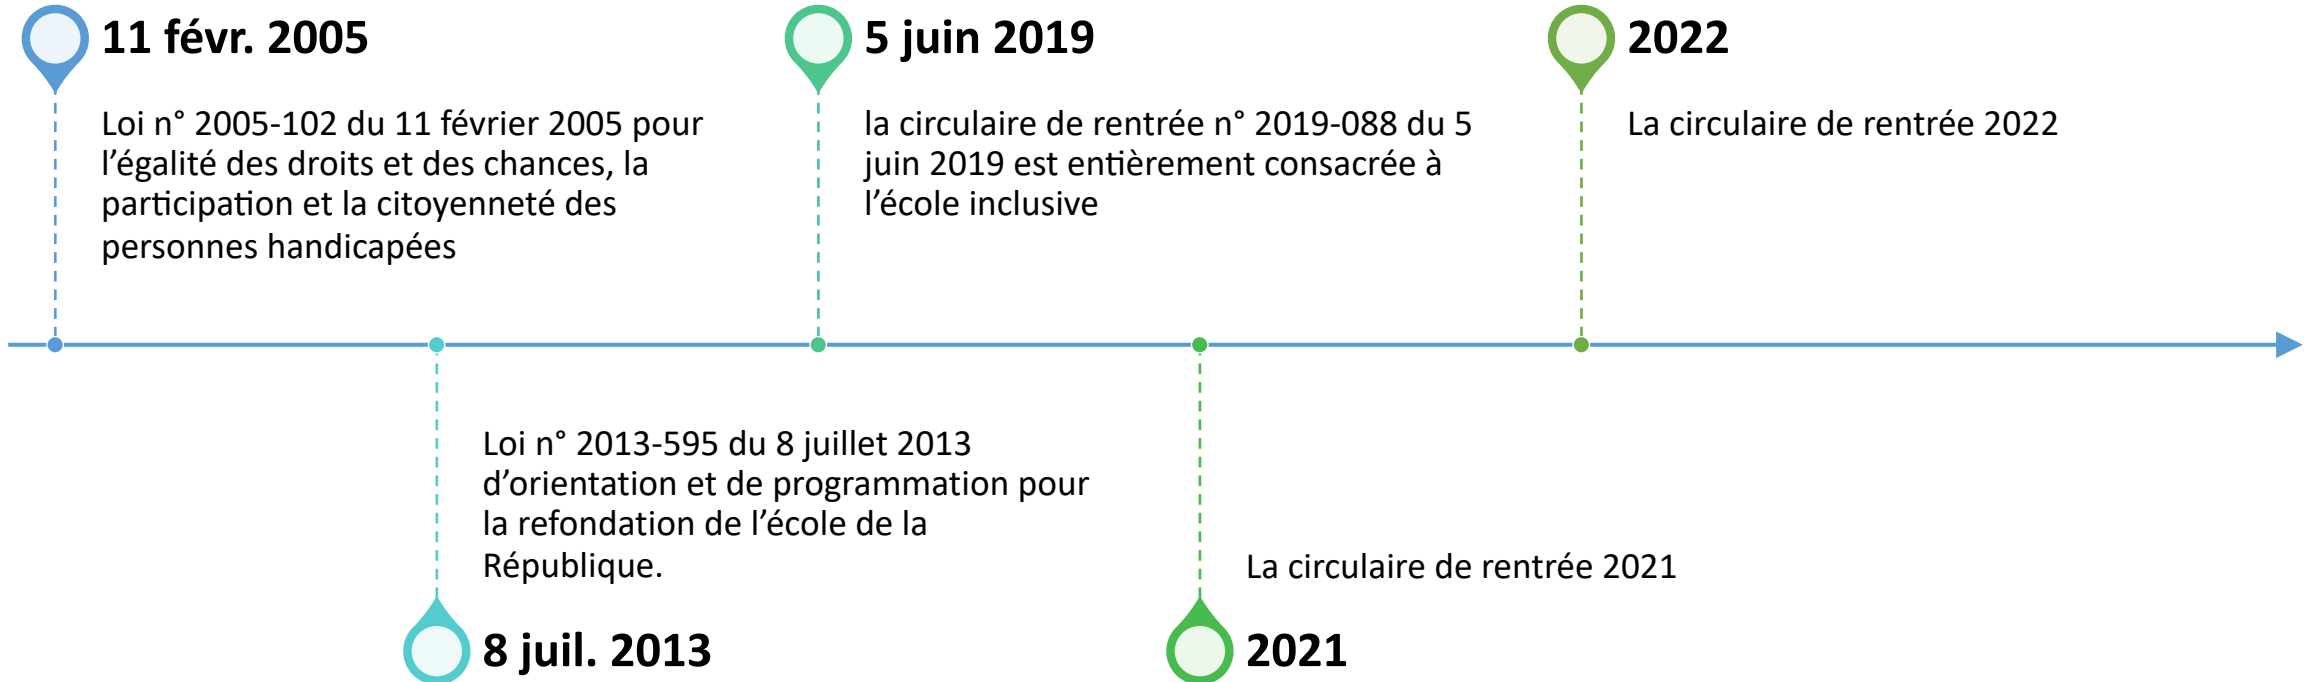 11 févr. 2005
Loi n° 2005-102 du 11 février 2005 pour
l’égalité des droits et des chances, la
participation et la citoyenneté des
personnes handicapées
8 juil. 2013
Loi n° 2013-595 du 8 juillet 2013
d’orientation et de programmation pour
la refondation de l’école de la
République.
5 juin 2019
la circulaire de rentrée n° 2019-088 du 5
juin 2019 est entièrement consacrée à
l’école inclusive
2021
La circulaire de rentrée 2021
2022
La circulaire de rentrée 2022